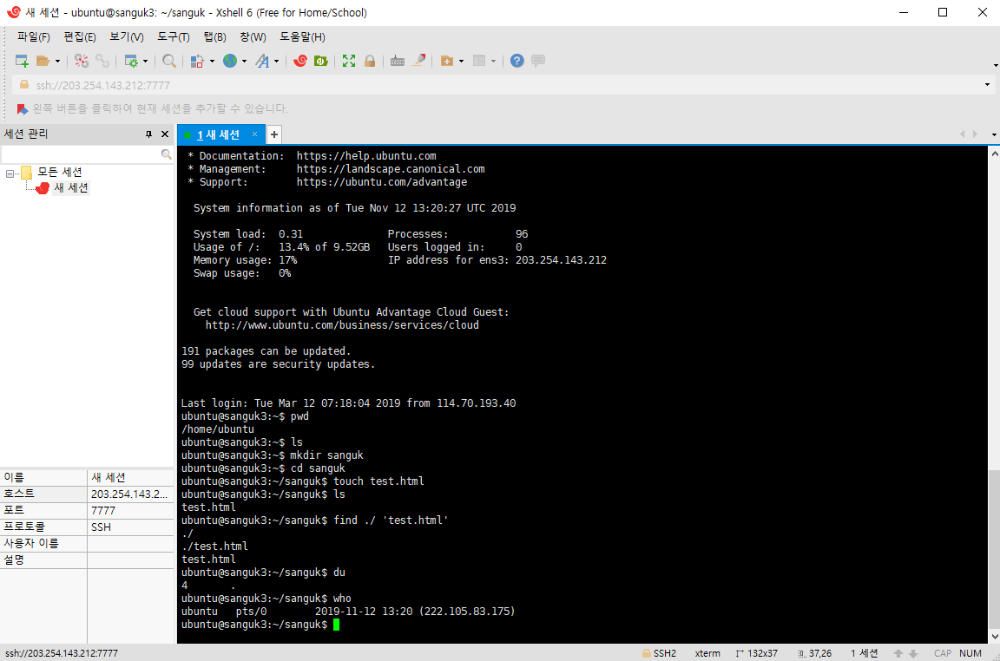 새 세션 - ubuntu@sanguk3: ~/sanguk - Xshell 6 (Free for Home/School)
파일(F) 편집(E) 보기(V) 도구(T) 탭(B) 창(W) 도움말(H)
ssh://203.254.143.212:7777
왼쪽 버튼을 클릭하여 현재 세션을 추가할 수 있습니다.
세션 관리
모든 세션
새 세션
이름 새 세션
호스트 203.254.143.2...
포트 7777
프로토콜 SSH
사용자 이름
설명
1 새 세션
* Documentation:  https://help.ubuntu.com
* Management:     https://landscape.canonical.com
* Support:        https://ubuntu.com/advantage
System information as of Tue Nov 12 13:20:27 UTC 2019
System load:  0.31               Processes:           96
Usage of /:   13.4% of 9.52GB   Users logged in:     0
Memory usage: 17%               IP address for ens3: 203.254.143.212
Swap usage:   0%
Get cloud support with Ubuntu Advantage Cloud Guest:
http://www.ubuntu.com/business/services/cloud
191 packages can be updated.
99 updates are security updates.
Last login: Tue Mar 12 07:18:04 2019 from 114.70.193.40
ubuntu@sanguk3:~$ pwd
/home/ubuntu
ubuntu@sanguk3:~$ ls
ubuntu@sanguk3:~$ mkdir sanguk
ubuntu@sanguk3:~$ cd sanguk
ubuntu@sanguk3:~/sanguk$ touch test.html
ubuntu@sanguk3:~/sanguk$ ls
test.html
ubuntu@sanguk3:~/sanguk$ find ./ 'test.html'
./
./test.html
test.html
ubuntu@sanguk3:~/sanguk$ du
4       .
ubuntu@sanguk3:~/sanguk$ who
ubuntu   pts/0        2019-11-12 13:20 (222.105.83.175)
ubuntu@sanguk3:~/sanguk$
ssh://203.254.143.212:7777 SSH2 xterm 132x37 37,26 1 세션 CAP NUM